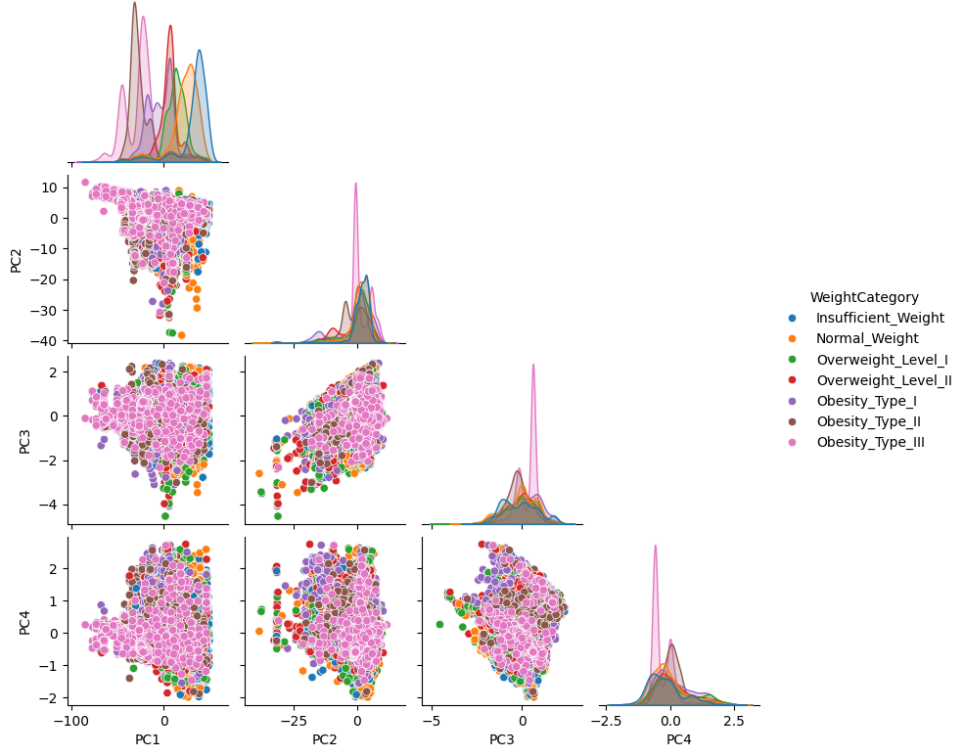 10
0
−10
−20
−30
−40
PC2
2
0
−2
−4
PC3
2
1
0
−1
−2
PC4
−100 0
PC1
−25 0
PC2
−5 0
PC3
−2.5 0.0 2.5
PC4
WeightCategory
Insufficient_Weight
Normal_Weight
Overweight_Level_I
Overweight_Level_II
Obesity_Type_I
Obesity_Type_II
Obesity_Type_III